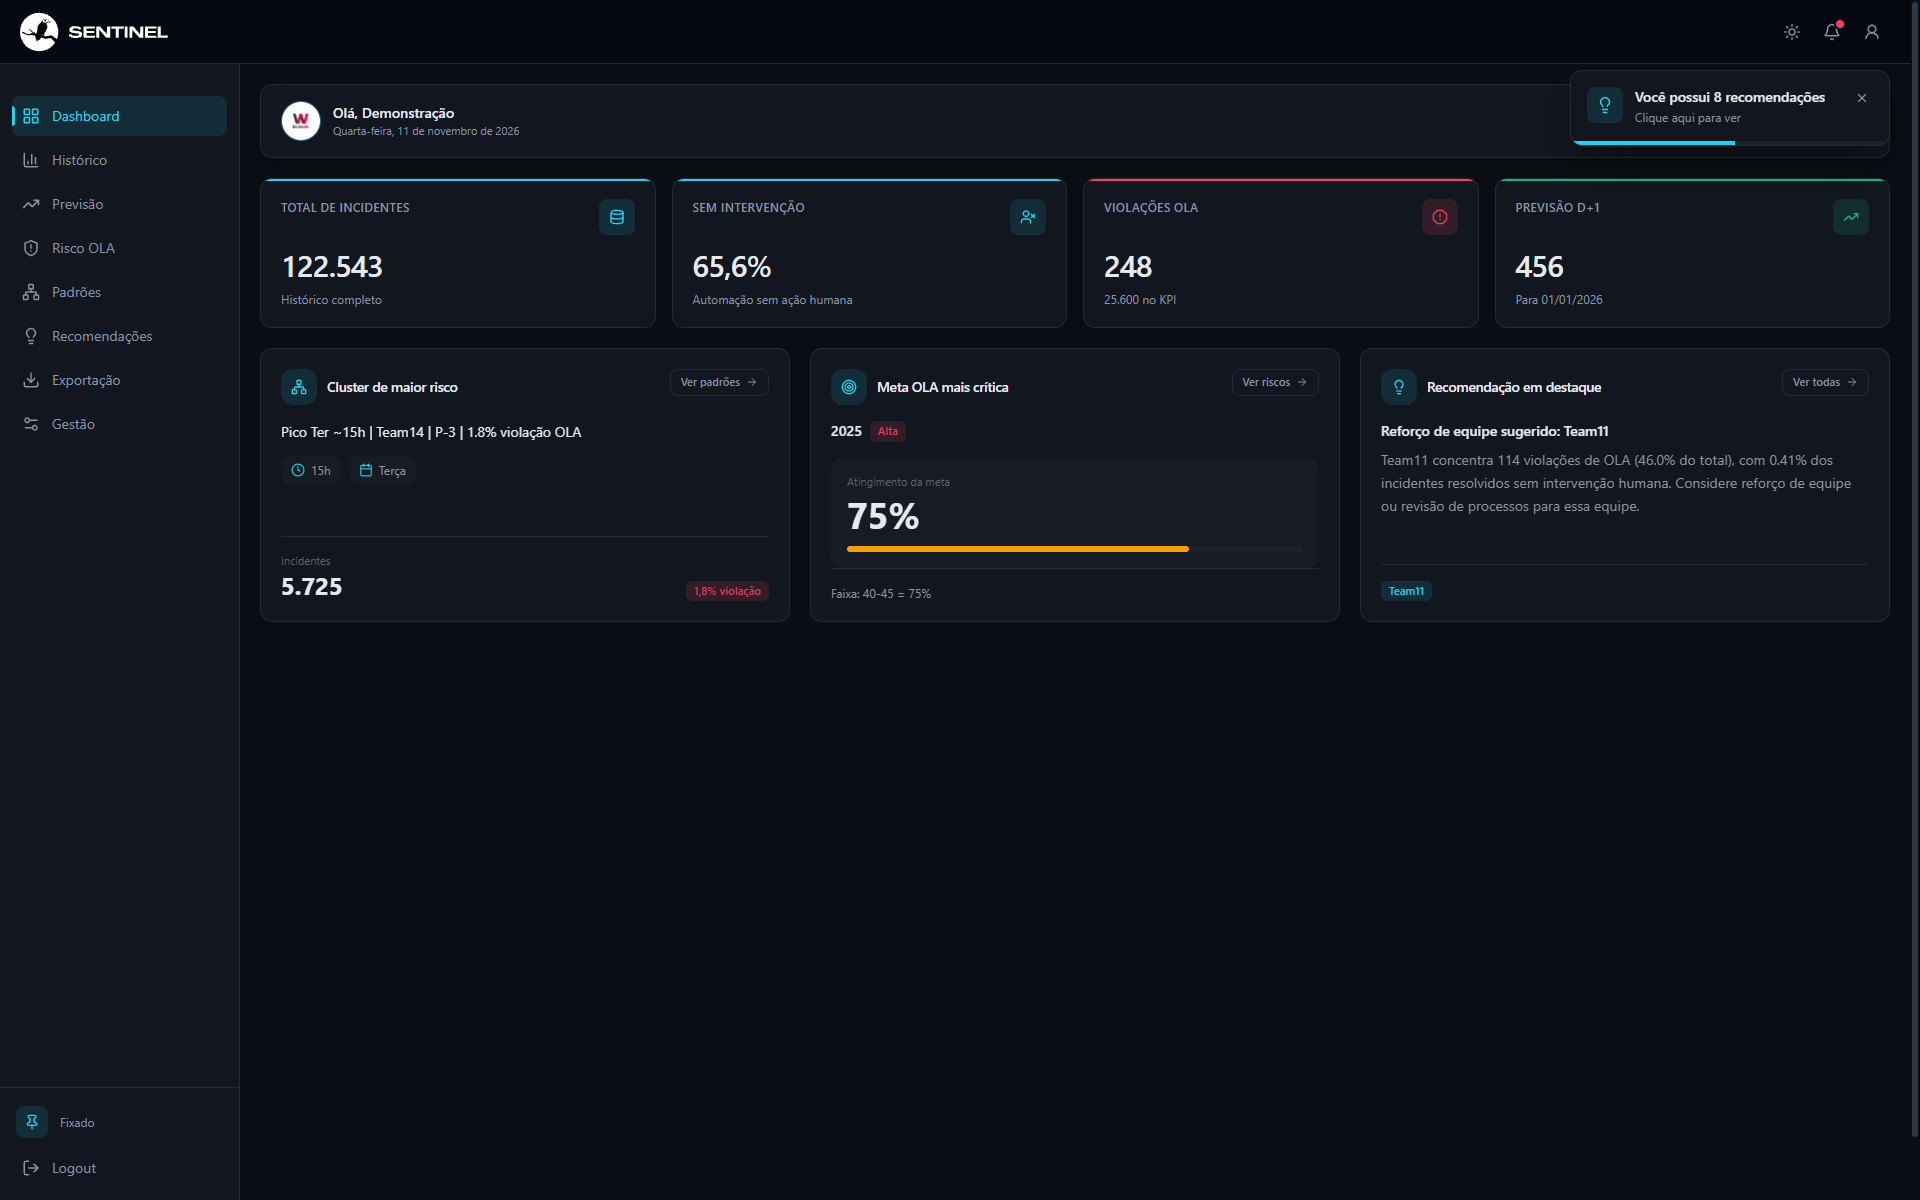 SENTINEL
Dashboard
Histórico
Previsão
Risco OLA
Padrões
Recomendações
Exportação
Gestão
Fixado
Logout
W
Olá, Demonstração
Quarta-feira, 11 de novembro de 2026
Você possui 8 recomendações
Clique aqui para ver
TOTAL DE INCIDENTES
122.543
Histórico completo
SEM INTERVENÇÃO
65,6%
Automação sem ação humana
VIOLAÇÕES OLA
248
25.600 no KPI
PREVISÃO D+1
456
Para 01/01/2026
Cluster de maior risco
Ver padrões →
Pico Ter ~15h | Team14 | P-3 | 1.8% violação OLA
15h
Terça
Incidentes
5.725
1,8% violação
Meta OLA mais crítica
Ver riscos →
2025 Alta
Atingimento da meta
75%
Faixa: 40-45 = 75%
Recomendação em destaque
Ver todas →
Reforço de equipe sugerido: Team11
Team11 concentra 114 violações de OLA (46.0% do total), com 0.41% dos
incidentes resolvidos sem intervenção humana. Considere reforço de equipe
ou revisão de processos para essa equipe.
Team11